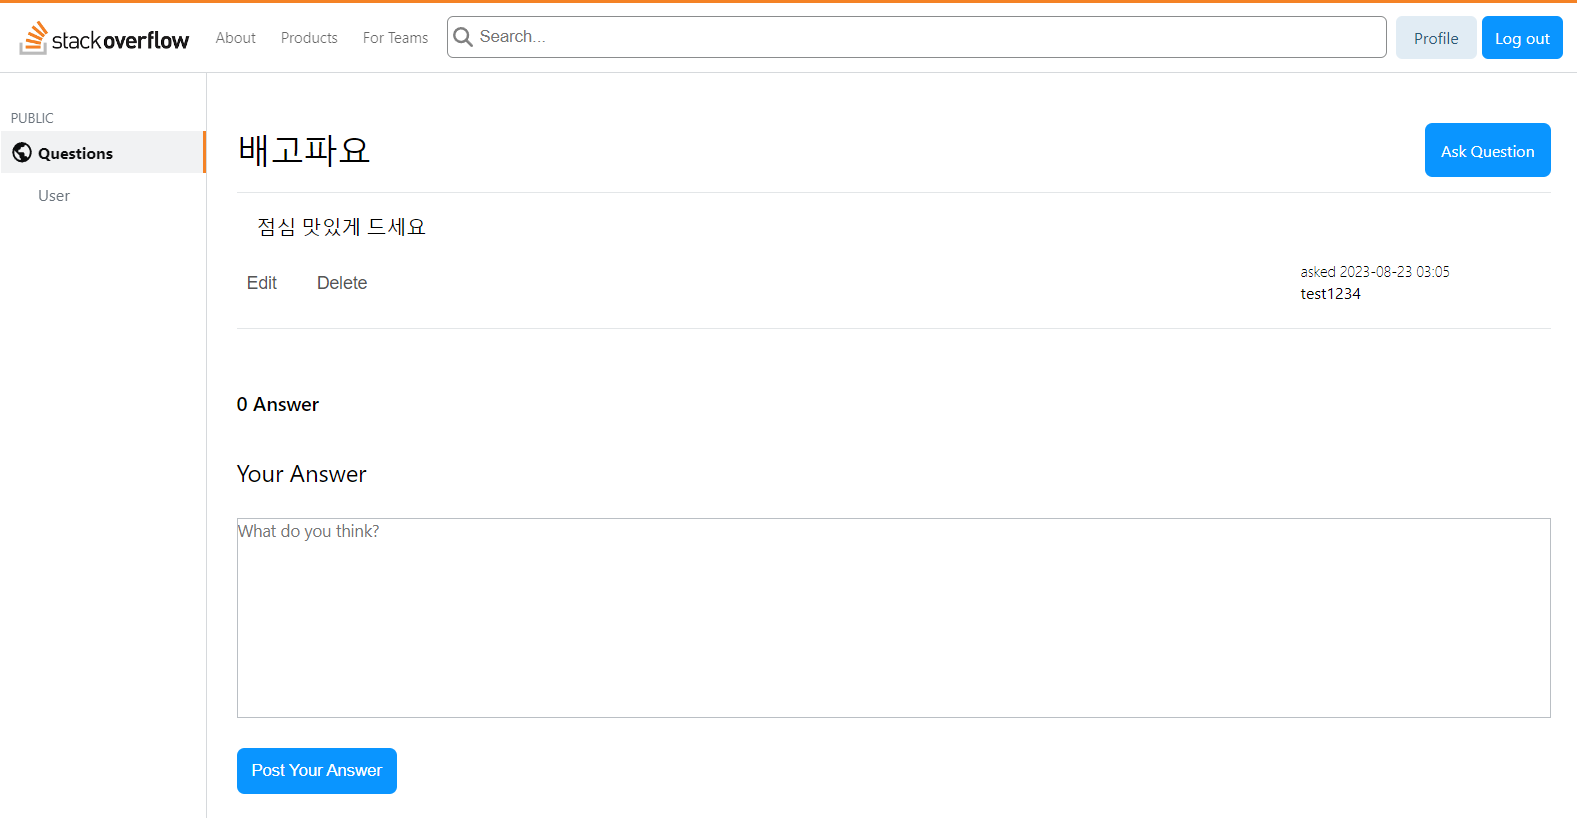 stackoverflow About Products For Teams Search... Profile Log out
PUBLIC
Questions
User
배고파요
Ask Question
점심 맛있게 드세요
Edit Delete
asked 2023-08-23 03:05
test1234
0 Answer
Your Answer
What do you think?
Post Your Answer